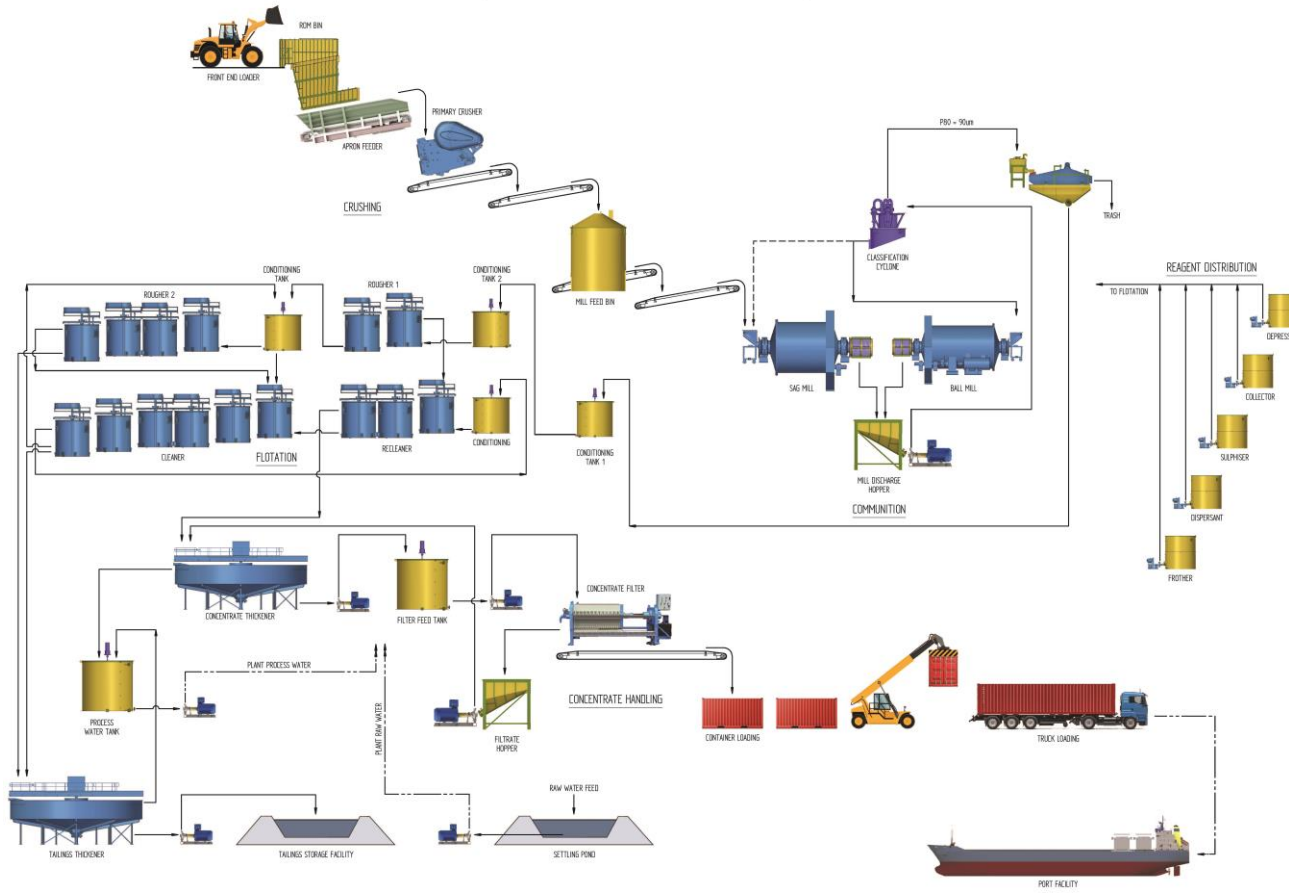 ROM BIN
FRONT END LOADER
PRIMARY CRUSHER
APRON FEEDER
CRUSHING
P80 = 90um
TRASH
CLASSIFICATION
CYCLONE
MILL FEED BIN
REAGENT DISTRIBUTION
TO FLOTATION
DEPRESS
COLLECTOR
SULPHISER
DISPERSANT
FROTHER
CONDITIONING
TANK
ROUGHER 2
ROUGHER 1
CONDITIONING
TANK 2
SAG MILL
BALL MILL
CLEANER
FLOTATION
RECLEANER
CONDITIONING
CONDITIONING
TANK 1
MILL DISCHARGE
HOPPER
COMMUNITION
CONCENTRATE THICKENER
FILTER FEED TANK
CONCENTRATE FILTER
PLANT PROCESS WATER
PROCESS
WATER TANK
PLANT RAW WATER
FILTRATE
HOPPER
CONCENTRATE HANDLING
CONTAINER LOADING
TRUCK LOADING
RAW WATER FEED
TAILINGS THICKENER
TAILINGS STORAGE FACILITY
SETTLING POND
PORT FACILITY